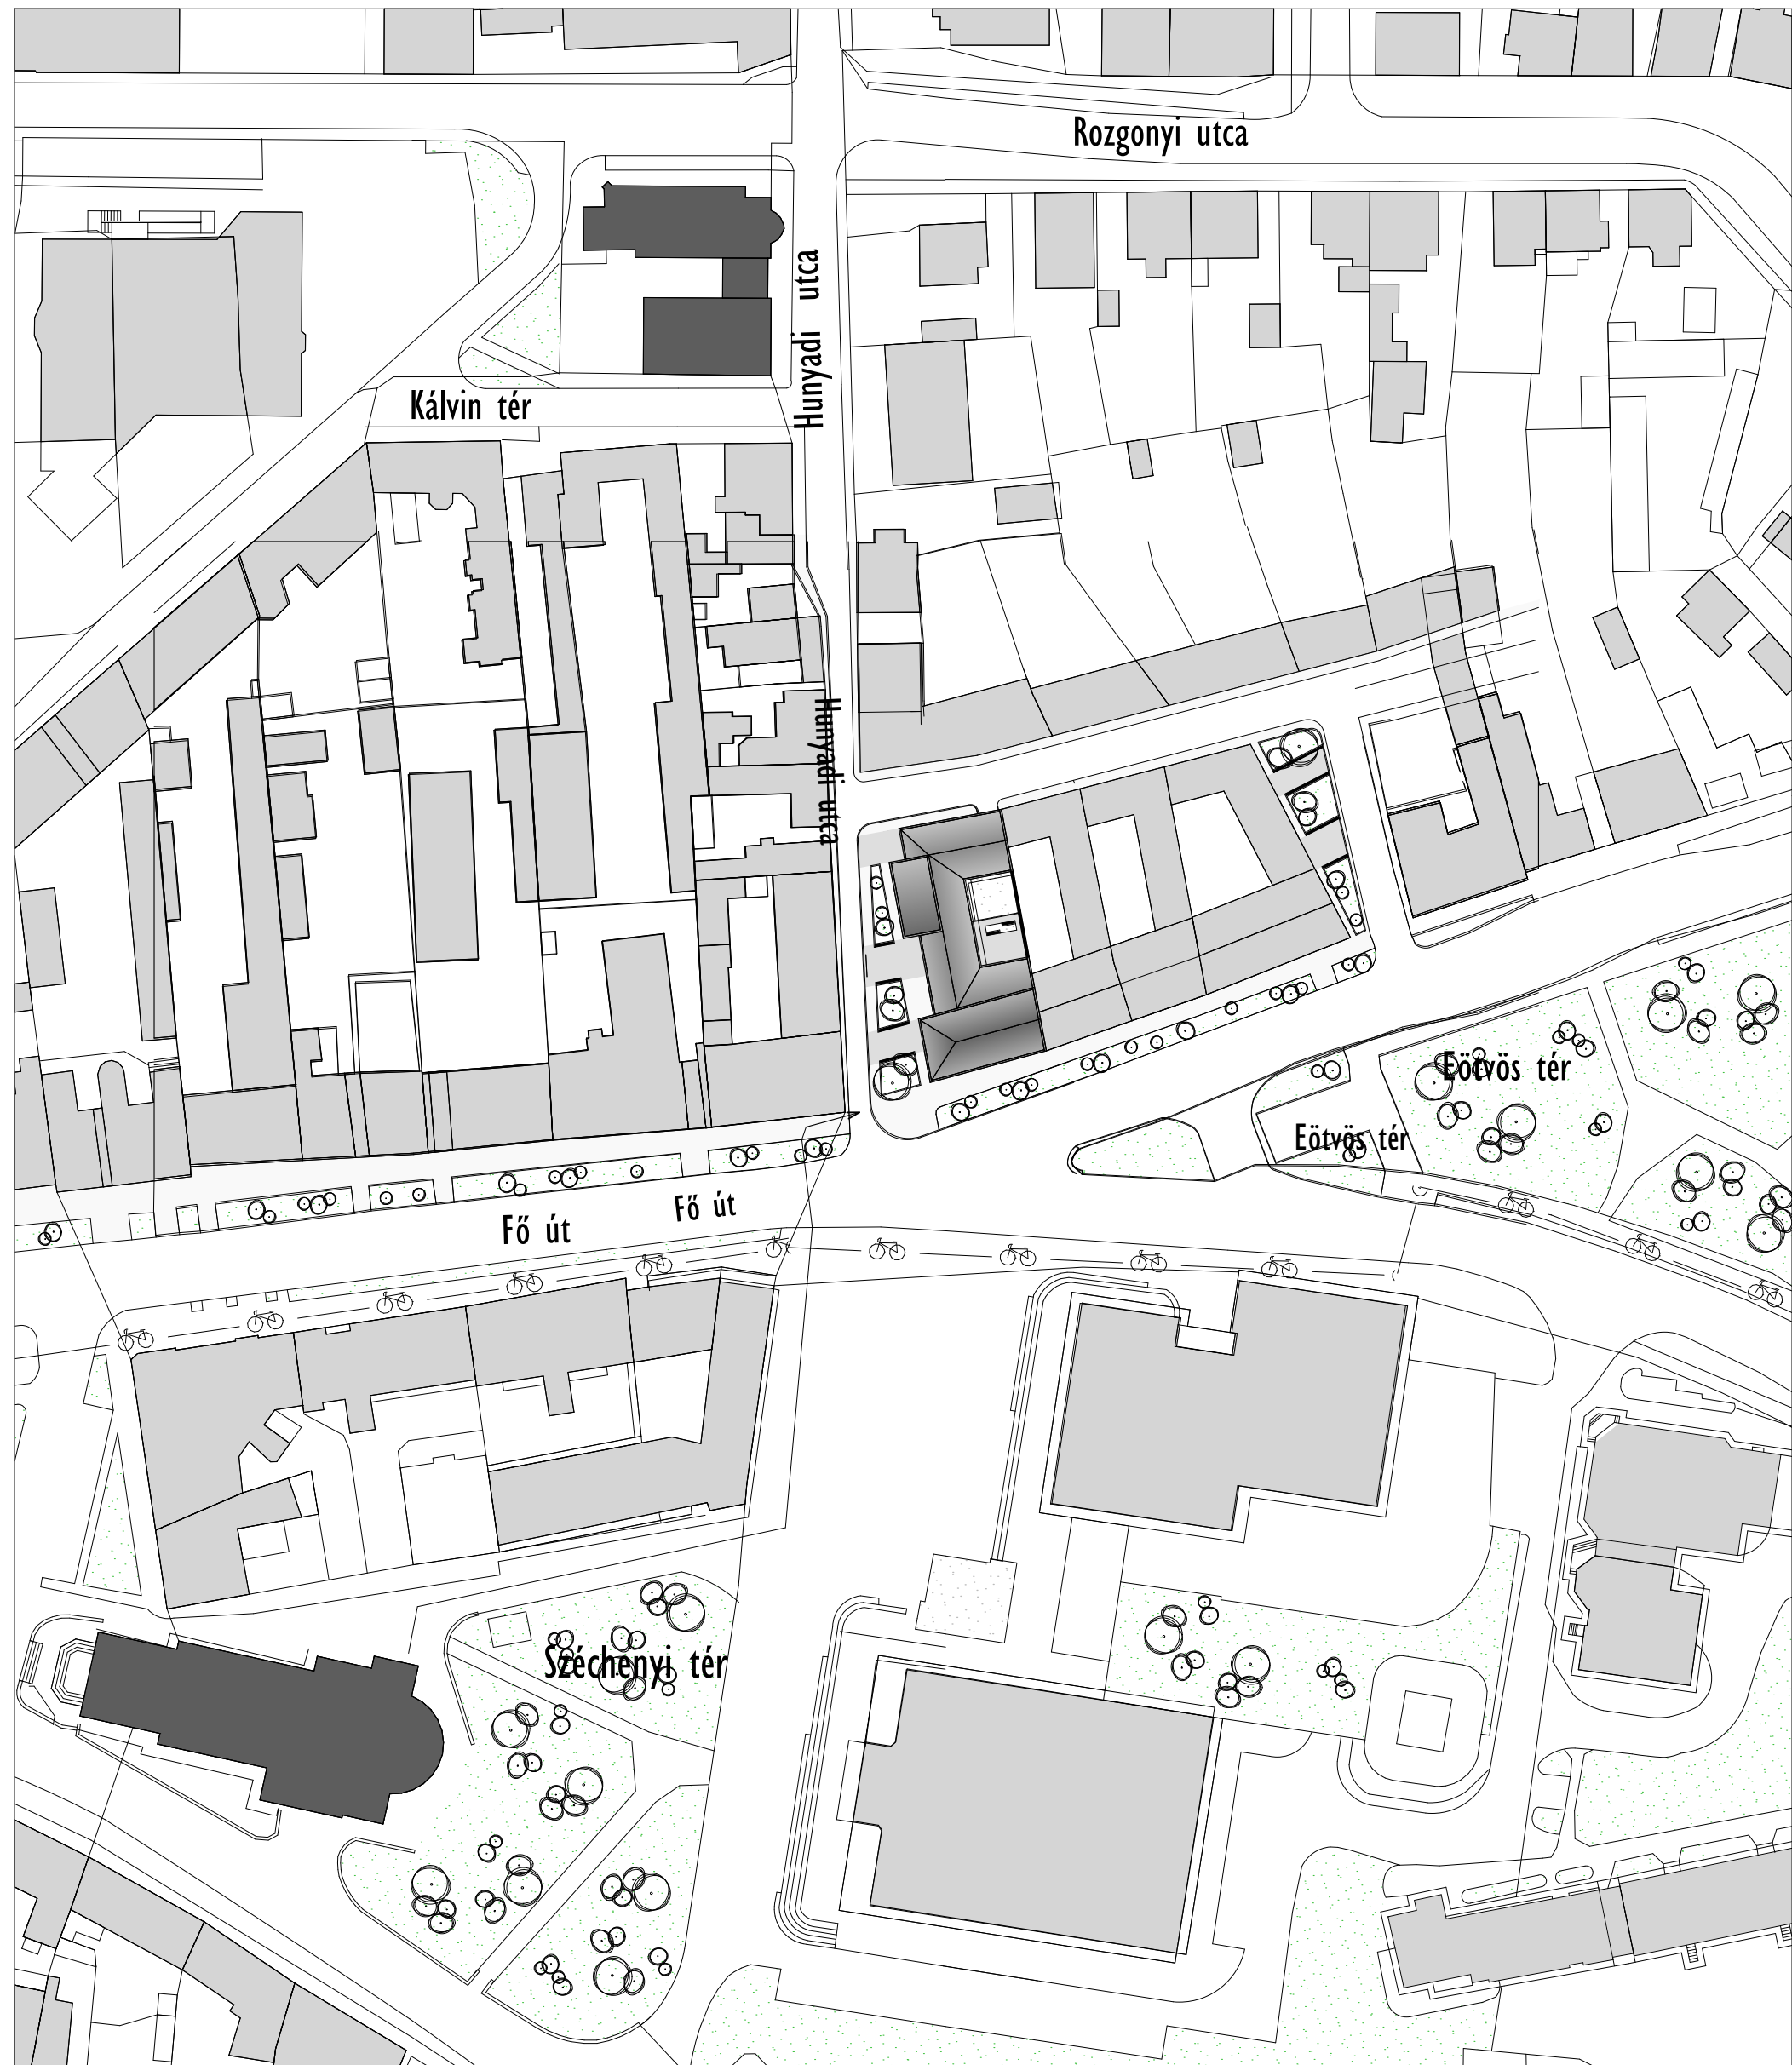 Rozgonyi utca
Hunyadi utca
Kálvin tér
Hunyadi utca
Eötvös tér
Eötvös tér
Fő út
Fő út
Széchenyi tér